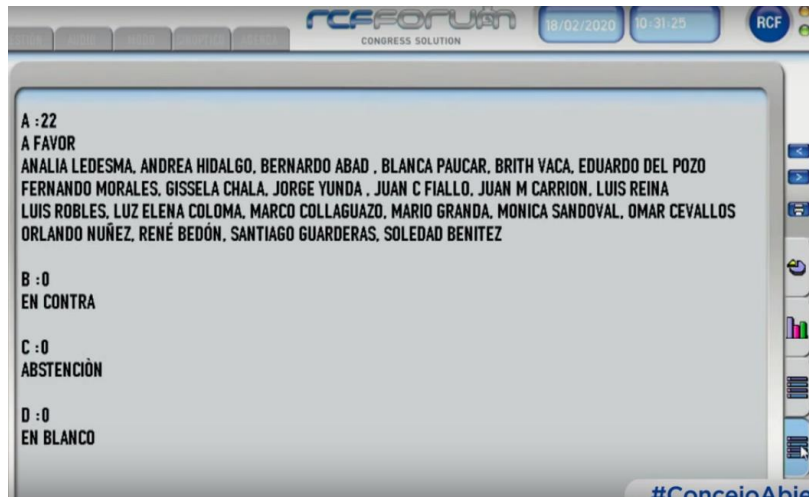 RCFFORUM
CONGRESS SOLUTION
18/02/2020 10:31:25
RCF
A :22
A FAVOR
ANALIA LEDESMA, ANDREA HIDALGO, BERNARDO ABAD , BLANCA PAUCAR, BRITH VACA, EDUARDO DEL POZO
FERNANDO MORALES, GISSELA CHALA, JORGE YUNDA , JUAN C FIALLO, JUAN M CARRION, LUIS REINA
LUIS ROBLES, LUZ ELENA COLOMA, MARCO COLLAGUAZO, MARIO GRANDA, MONICA SANDOVAL, OMAR CEVALLOS
ORLANDO NUÑEZ, RENÉ BEDÓN, SANTIAGO GUARDERAS, SOLEDAD BENITEZ
B :0
EN CONTRA
C :0
ABSTENCIÒN
D :0
EN BLANCO
#ConcejoAbie